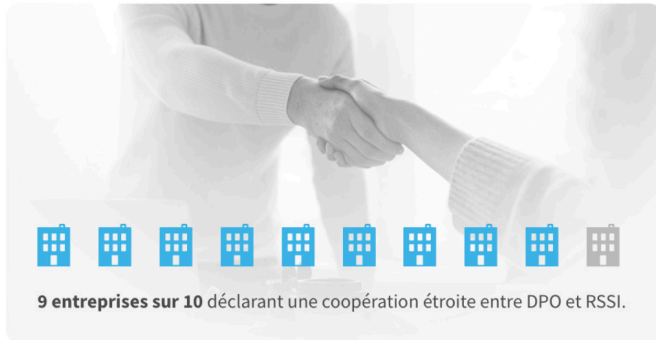 9 entreprises sur 10 déclarant une coopération étroite entre DPO et RSSI.